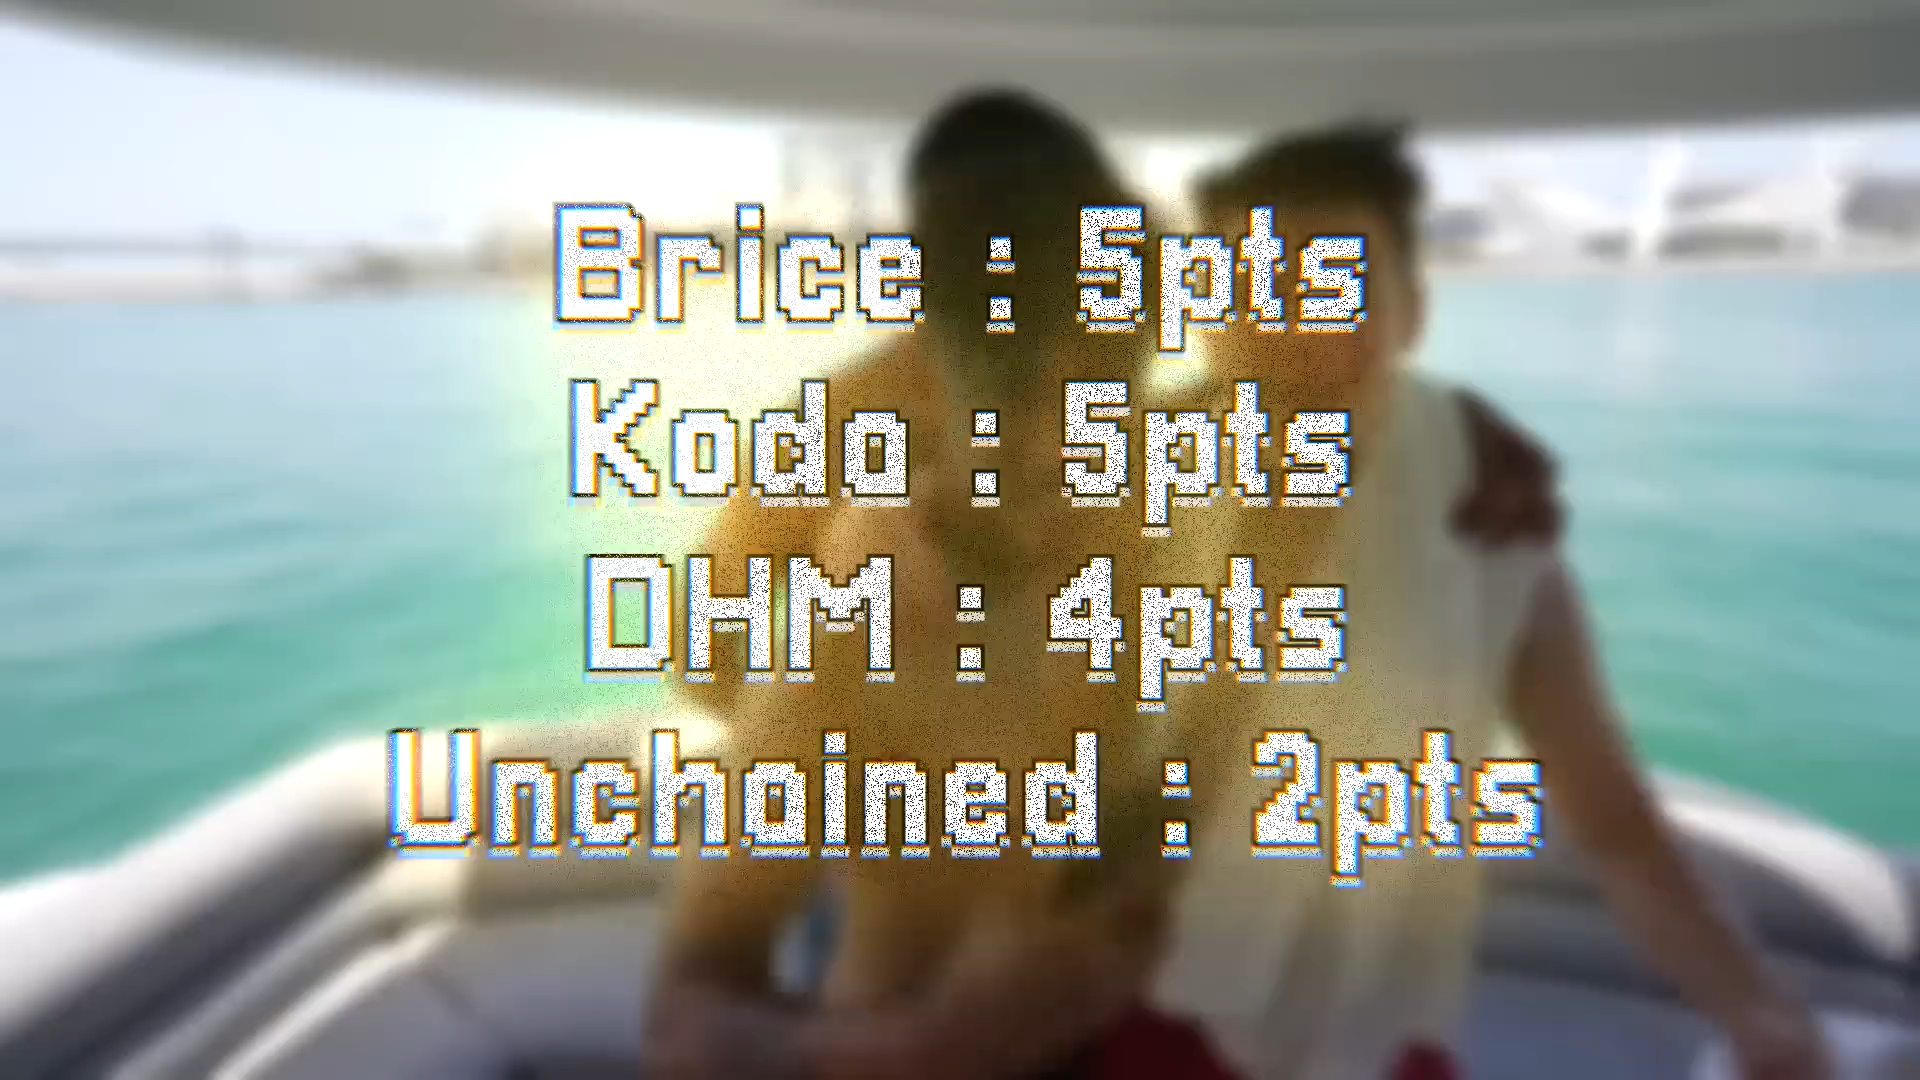 Brice : 5pts
Kodo : 5pts
DHM : 4pts
Unchained : 2pts